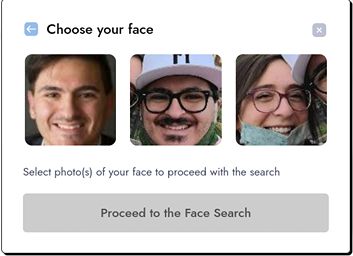 Choose your face
Select photo(s) of your face to proceed with the search
Proceed to the Face Search